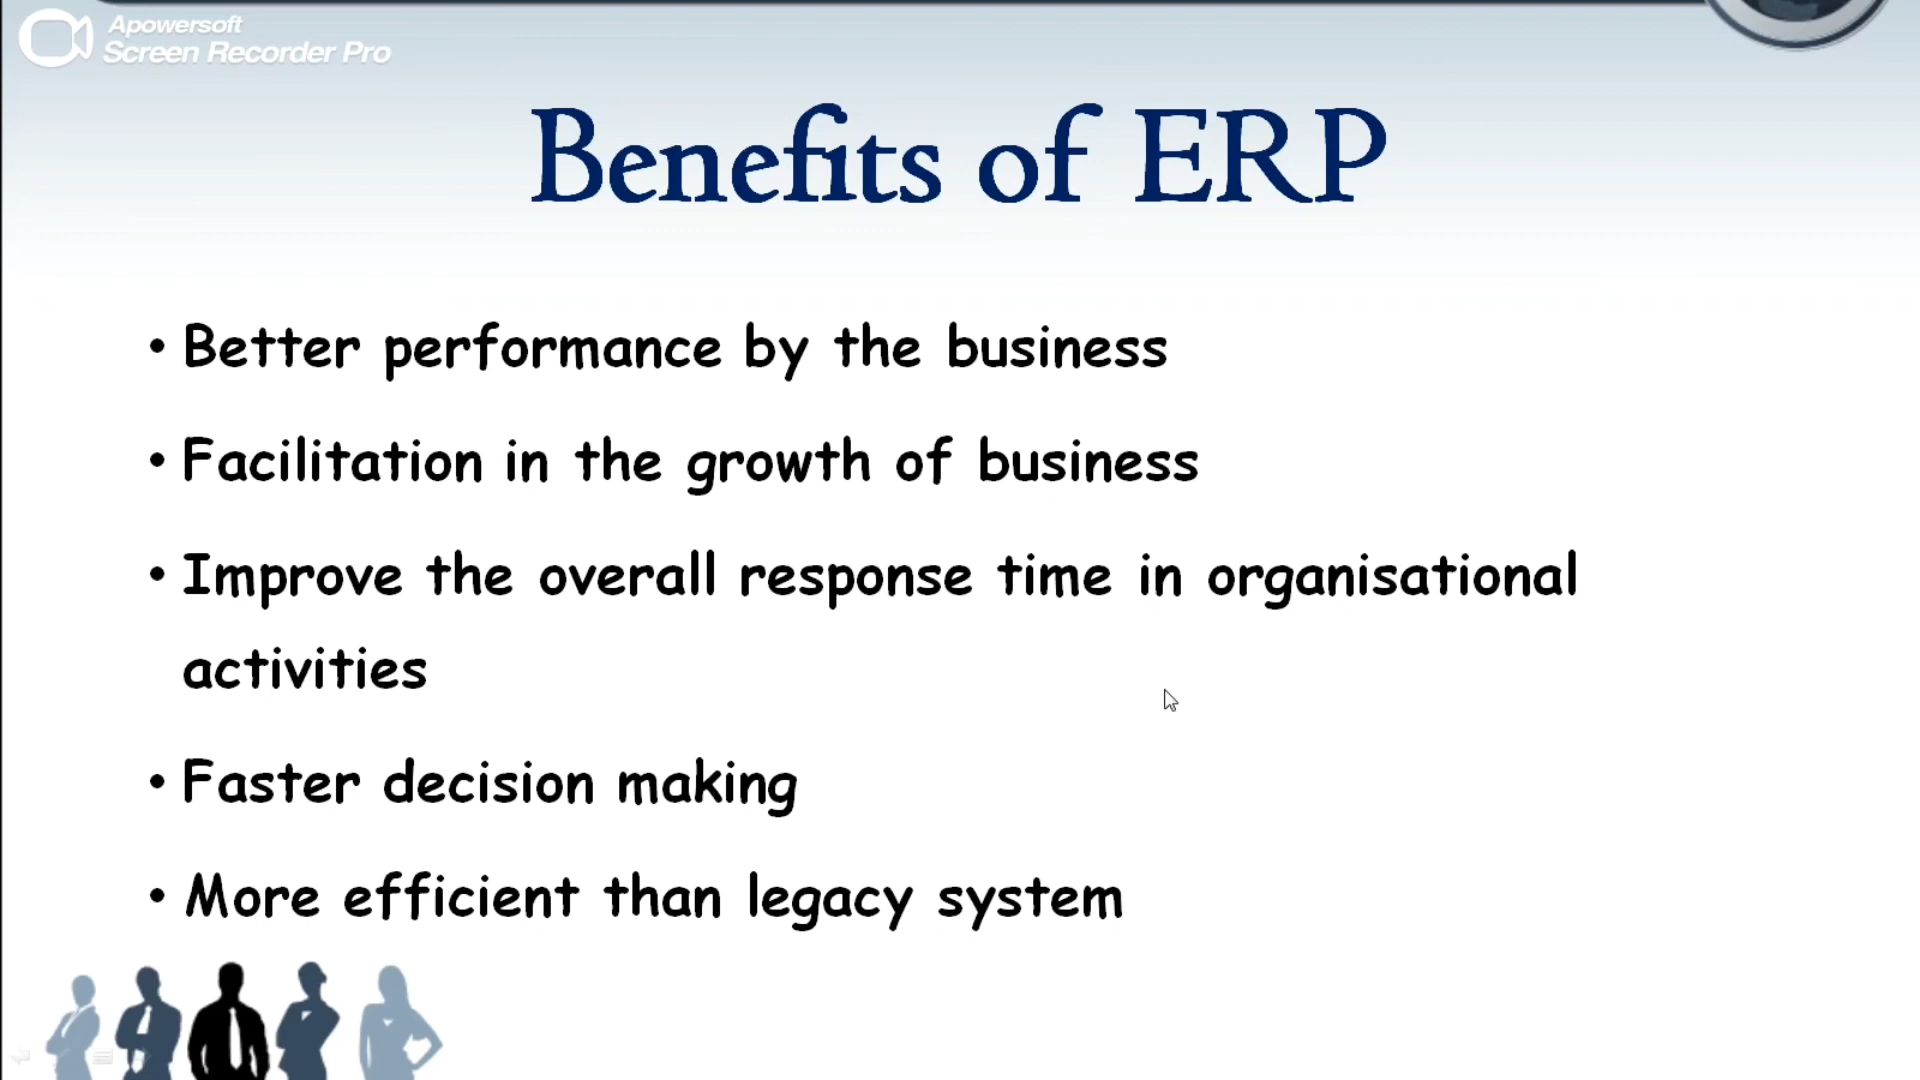 Apowersoft
Screen Recorder Pro
Benefits of ERP
• Better performance by the business
• Facilitation in the growth of business
• Improve the overall response time in organisational
activities
• Faster decision making
• More efficient than legacy system